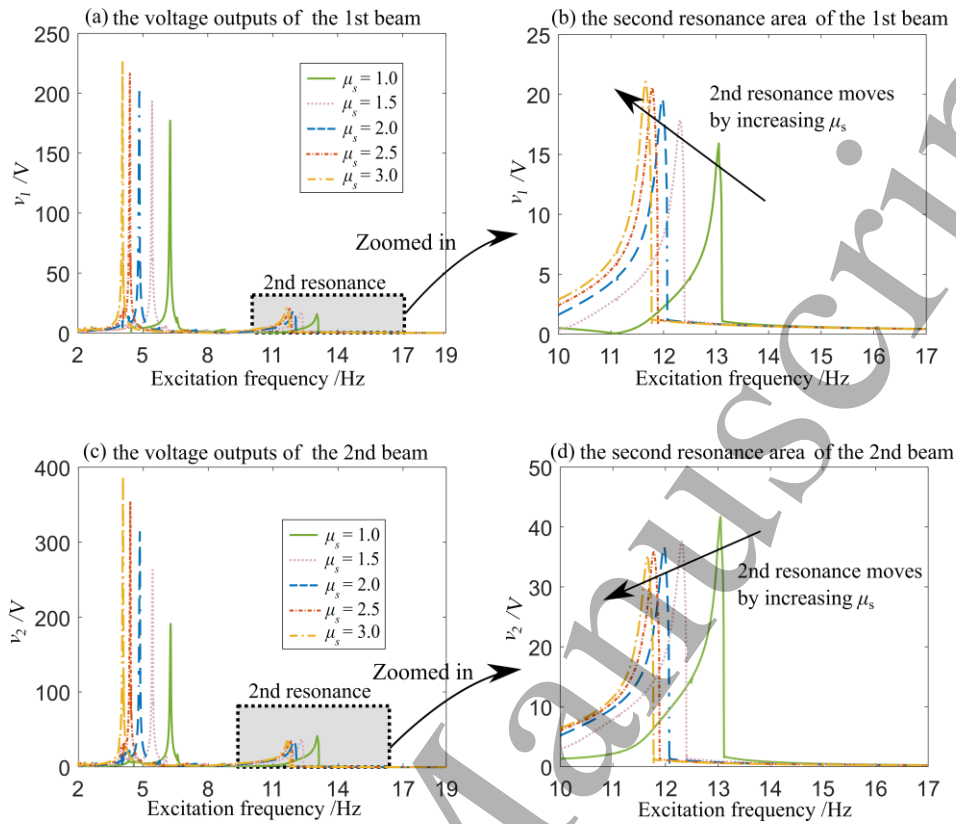 (a) the voltage outputs of the 1st beam
250
200
150
100
50
0
v1 /V
μs = 1.0
μs = 1.5
μs = 2.0
μs = 2.5
μs = 3.0
Zoomed in
2nd resonance
2 5 8 11 14 17 19
Excitation frequency /Hz
(b) the second resonance area of the 1st beam
25
20
15
10
5
0
v1 /V
2nd resonance moves
by increasing μs
10 11 12 13 14 15 16 17
Excitation frequency /Hz
(c) the voltage outputs of the 2nd beam
400
300
200
100
0
v2 /V
μs = 1.0
μs = 1.5
μs = 2.0
μs = 2.5
μs = 3.0
Zoomed in
2nd resonance
2 5 8 11 14 17 19
Excitation frequency /Hz
(d) the second resonance area of the 2nd beam
50
40
30
20
10
0
v2 /V
2nd resonance moves
by increasing μs
10 11 12 13 14 15 16 17
Excitation frequency /Hz
Manuscrip